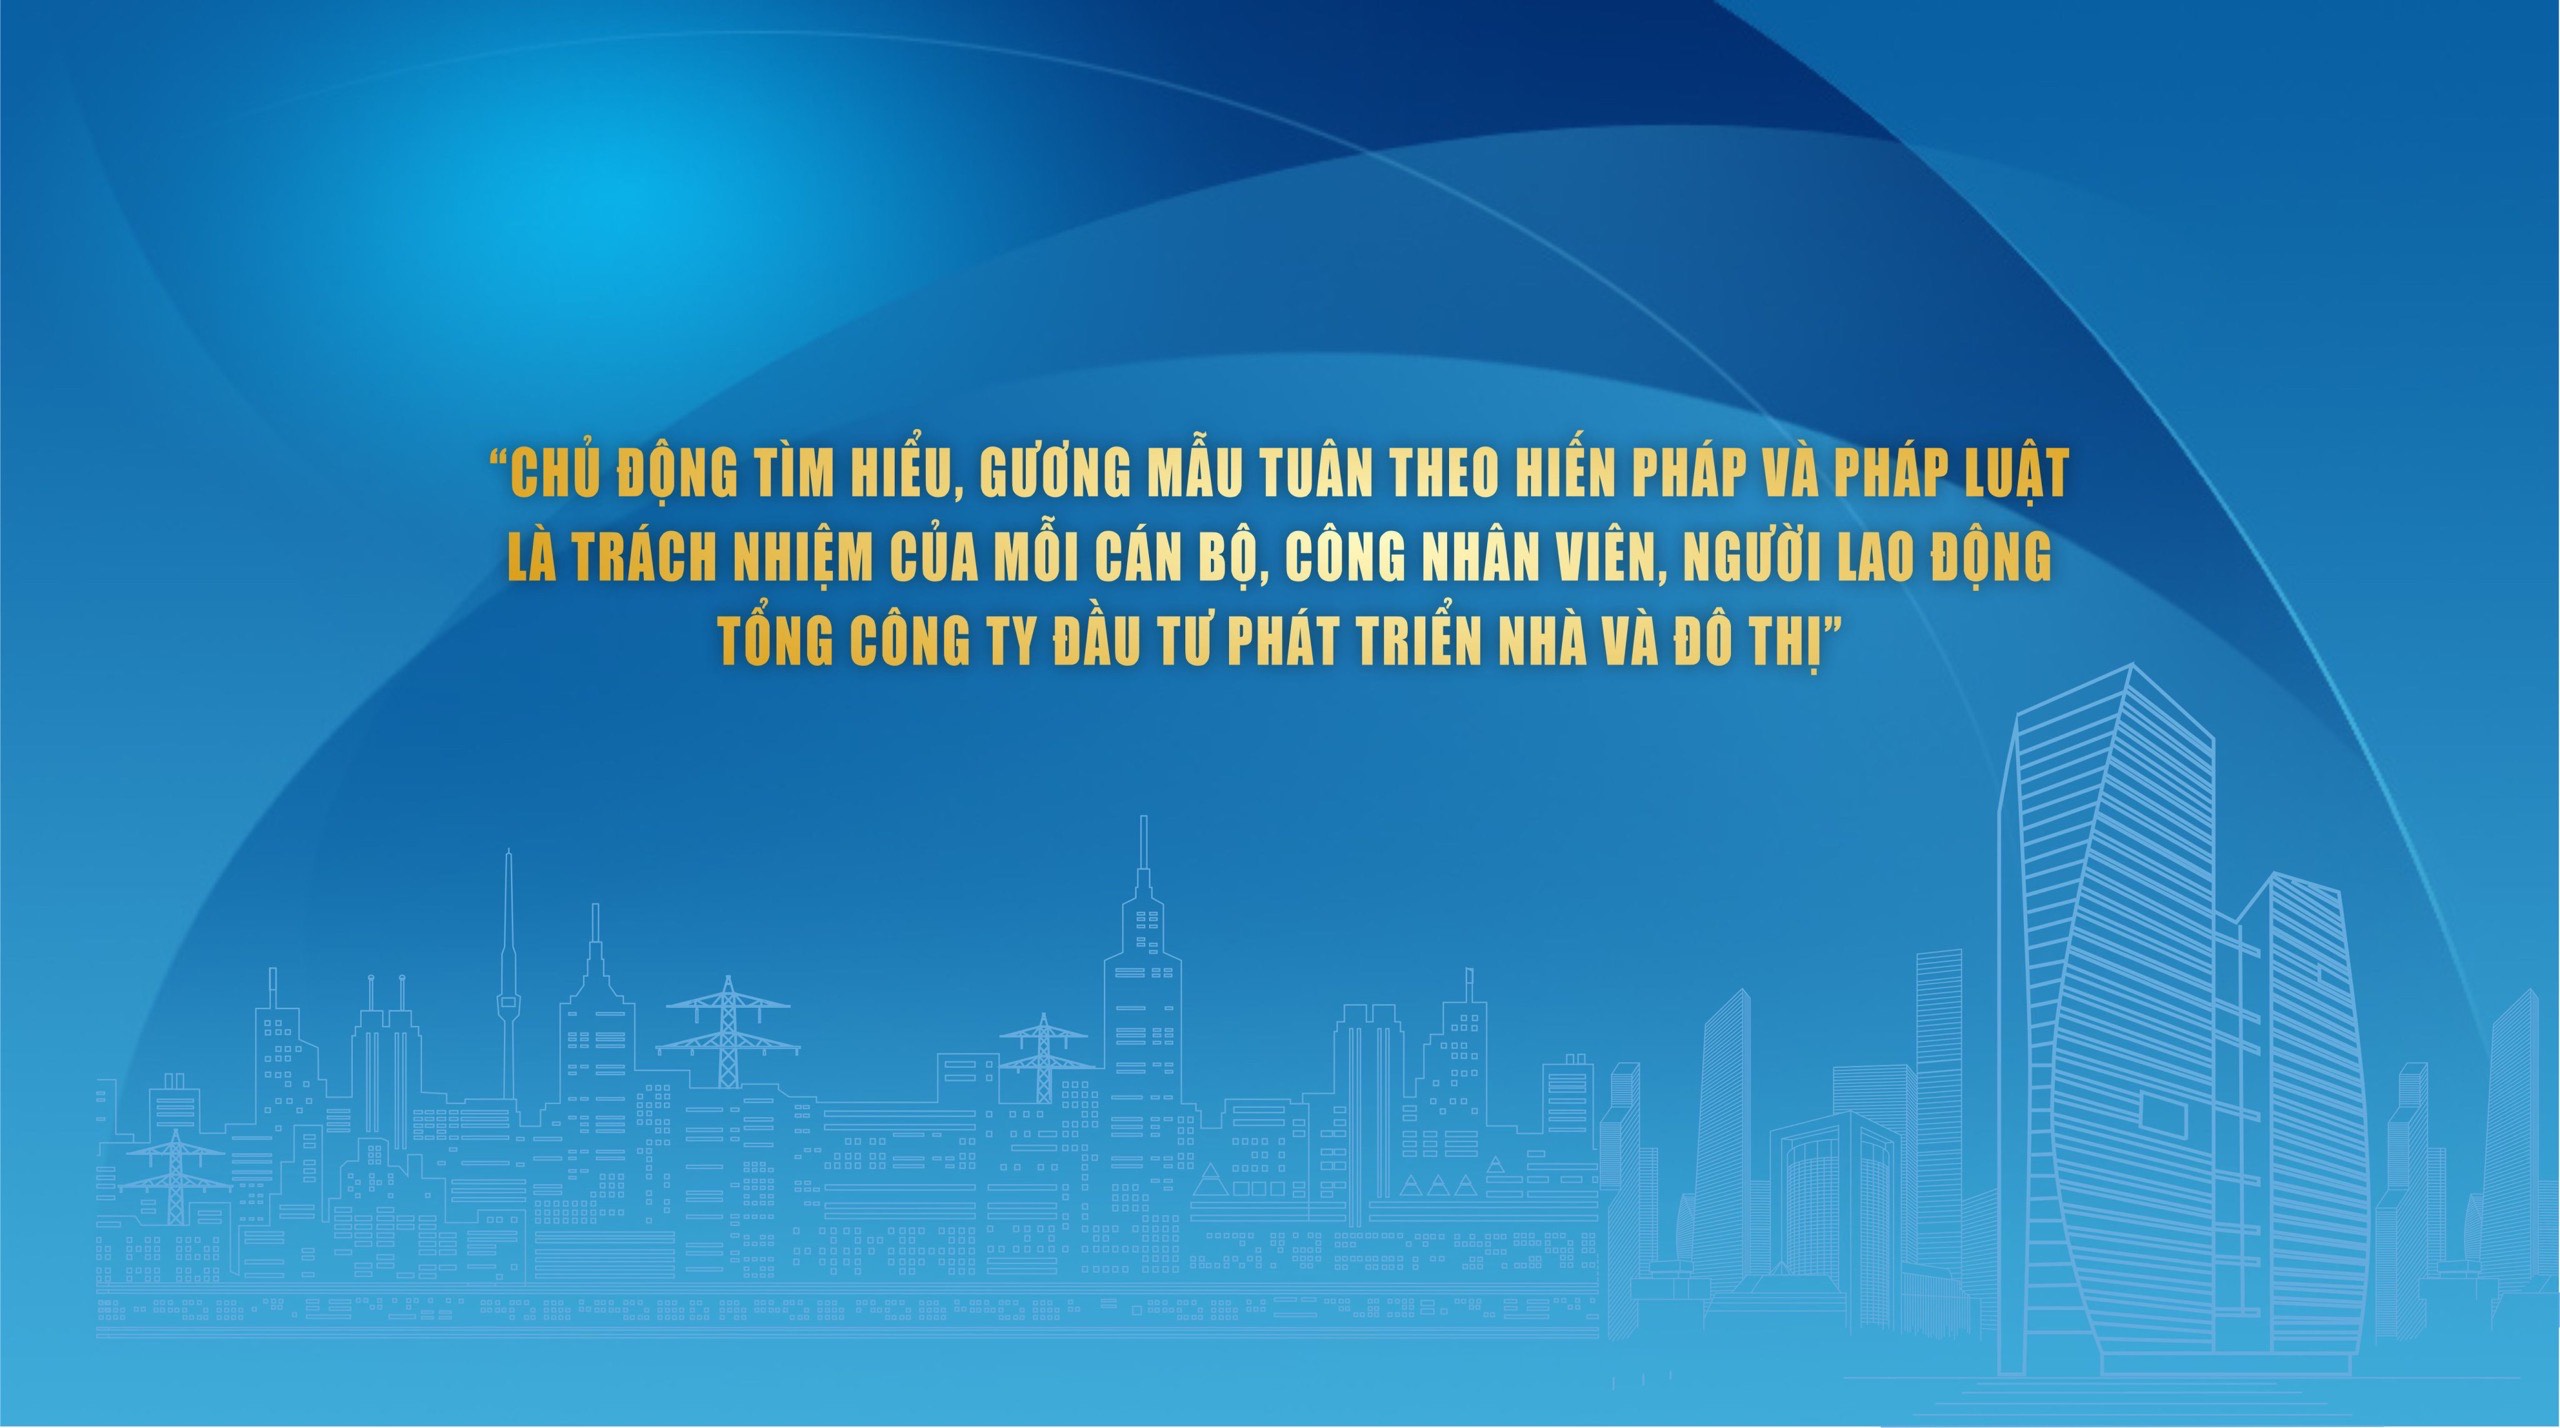 “CHỦ ĐỘNG TÌM HIỂU, GƯƠNG MẪU TUÂN THEO HIẾN PHÁP VÀ PHÁP LUẬT
LÀ TRÁCH NHIỆM CỦA MỖI CÁN BỘ, CÔNG NHÂN VIÊN, NGƯỜI LAO ĐỘNG
TỔNG CÔNG TY ĐẦU TƯ PHÁT TRIỂN NHÀ VÀ ĐÔ THỊ”